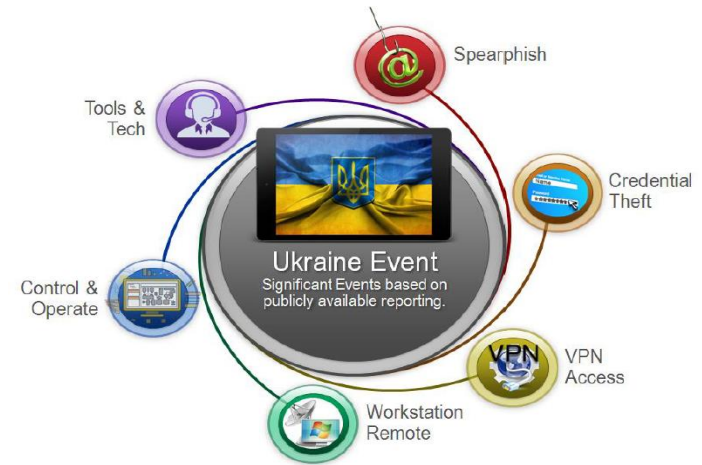 Spearphish
Tools &
Tech
Credential
Theft
Ukraine Event
Significant Events based on
publicly available reporting.
Control &
Operate
VPN
VPN
Access
Workstation
Remote